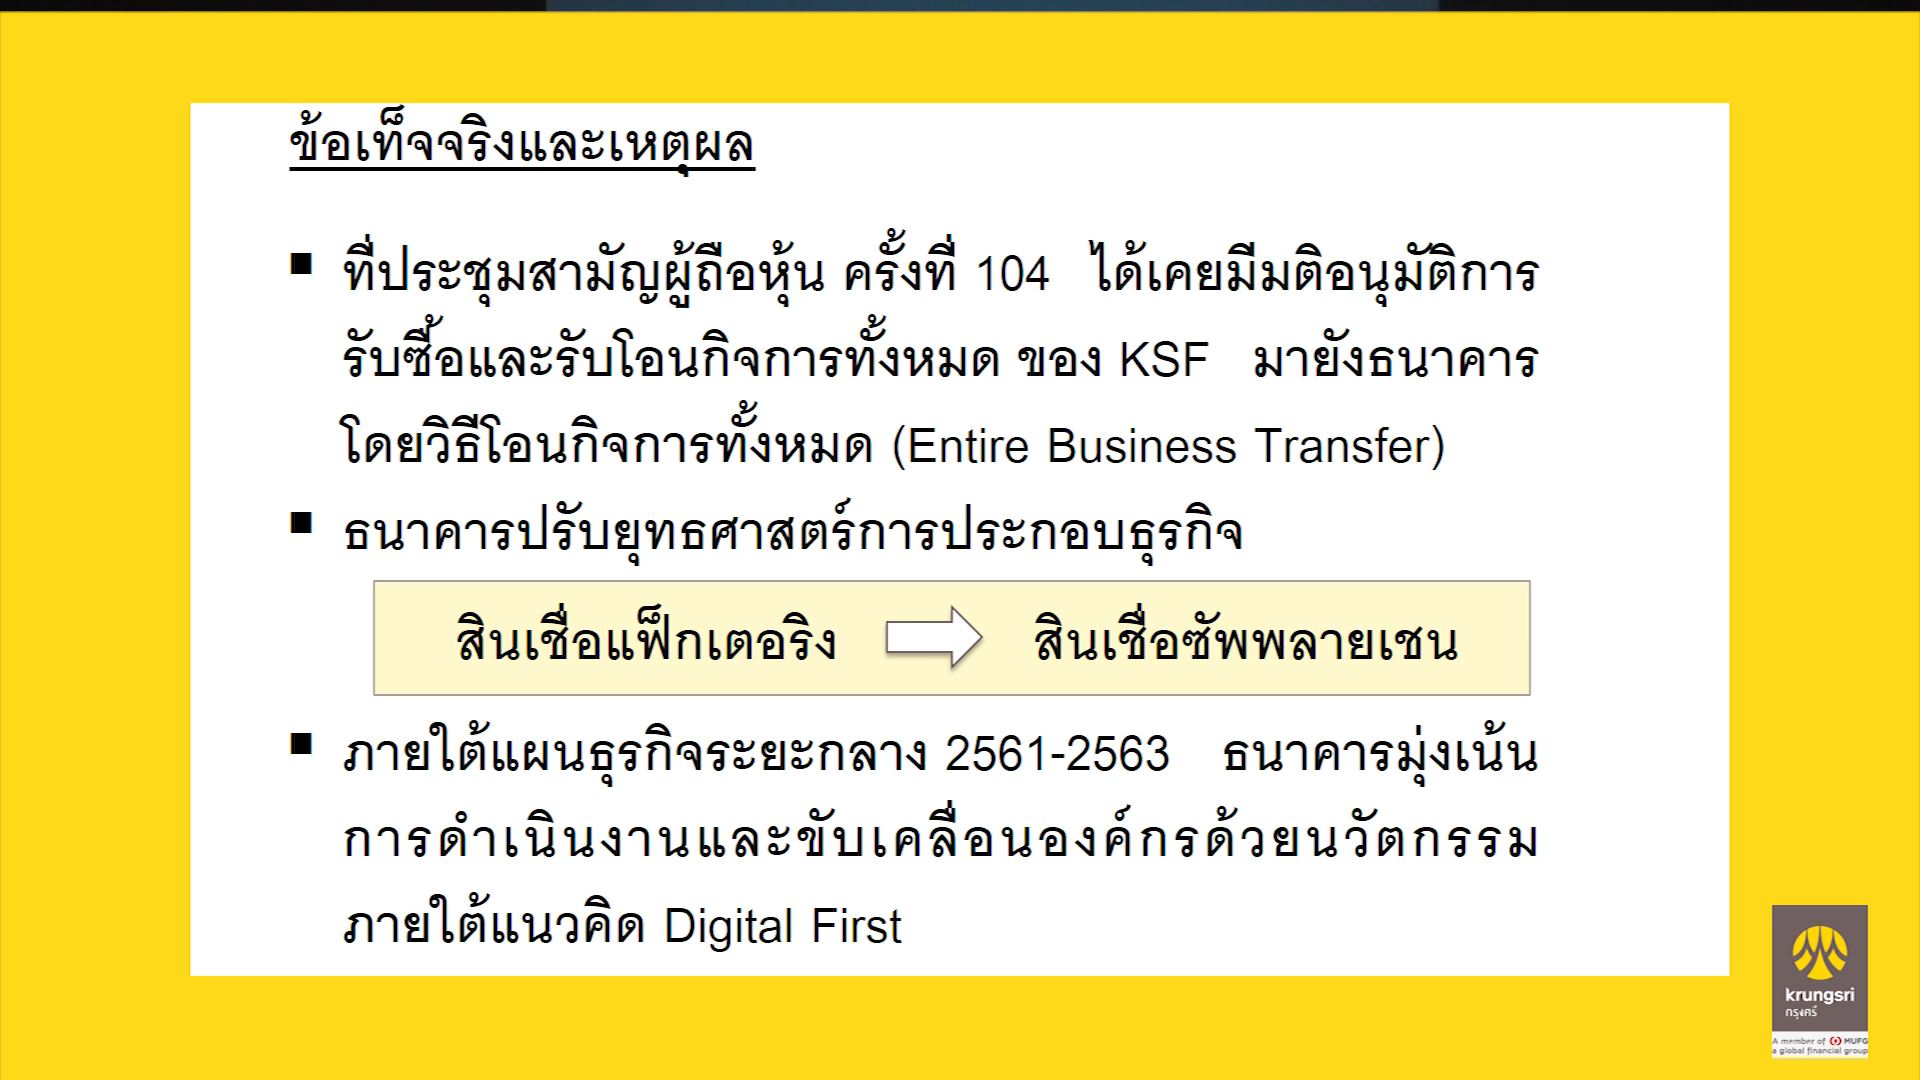 ข้อเท็จจริงและเหตุผล
▪ ที่ประชุมสามัญผู้ถือหุ้น ครั้งที่ 104 ได้เคยมีมติอนุมัติการ
รับซื้อและรับโอนกิจการทั้งหมด ของ KSF มายังธนาคาร
โดยวิธีโอนกิจการทั้งหมด (Entire Business Transfer)
▪ ธนาคารปรับยุทธศาสตร์การประกอบธุรกิจ
สินเชื่อแฟ็กเตอริง สินเชื่อซัพพลายเชน
▪ ภายใต้แผนธุรกิจระยะกลาง 2561-2563 ธนาคารมุ่งเน้น
การดำเนินงานและขับเคลื่อนองค์กรด้วยนวัตกรรม
ภายใต้แนวคิด Digital First
krungsri
กรุงศรี
A member of MUFG
a global financial group